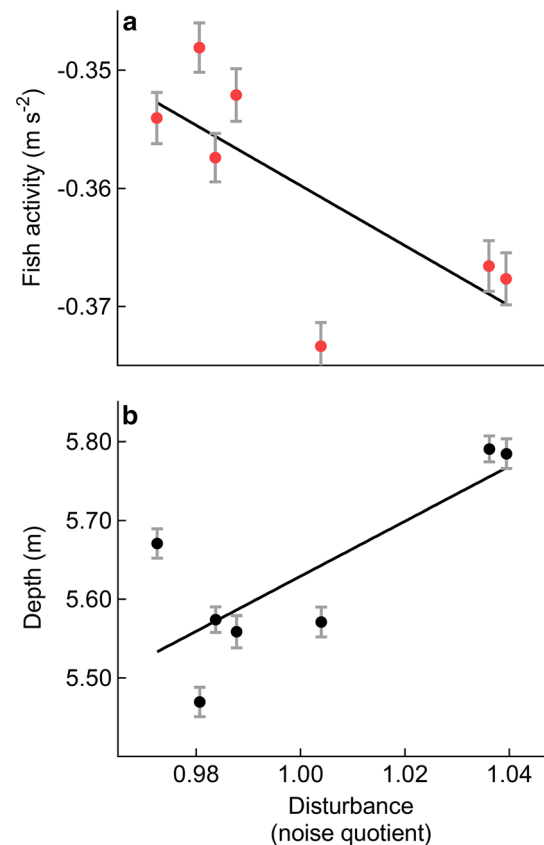 a
-0.35
-0.36
-0.37
Fish activity (m s-2)
b
5.80
5.70
5.60
5.50
Depth (m)
0.98 1.00 1.02 1.04
Disturbance
(noise quotient)